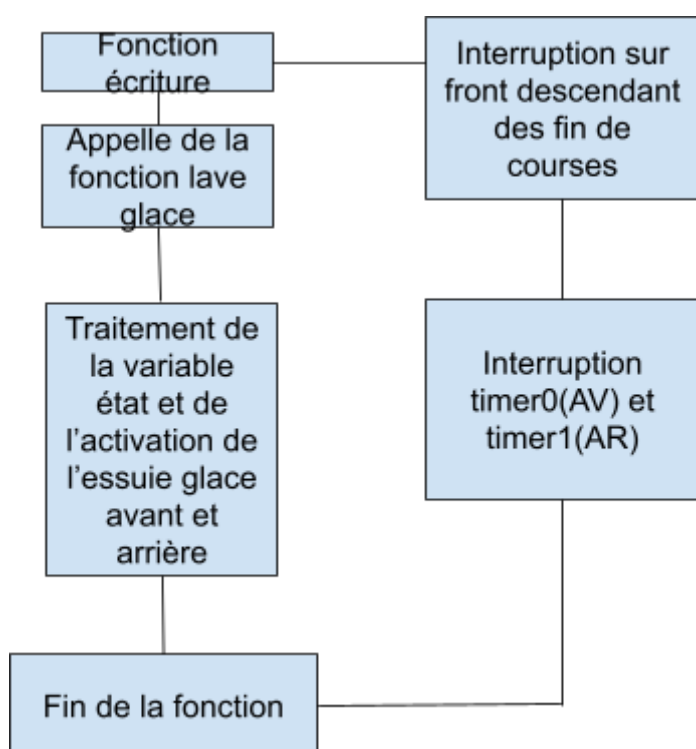 Fonction
écriture
Appelle de la
fonction lave
glace
Traitement de
la variable
état et de
l'activation de
l'essuie glace
avant et
arrière
Fin de la fonction
Interruption sur
front descendant
des fin de
courses
Interruption
timer0(AV) et
timer1(AR)